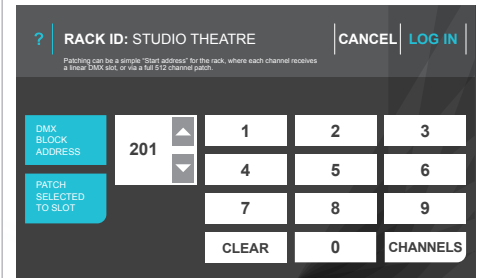 ? RACK ID: STUDIO THEATRE CANCEL LOG IN
Patching can be a simple “Start address” for the rack, where each channel receives
a linear DMX slot, or via a full 512 channel patch.
DMX
BLOCK
ADDRESS
201
1 2 3
4 5 6
PATCH
SELECTED
TO SLOT
7 8 9
CLEAR 0 CHANNELS